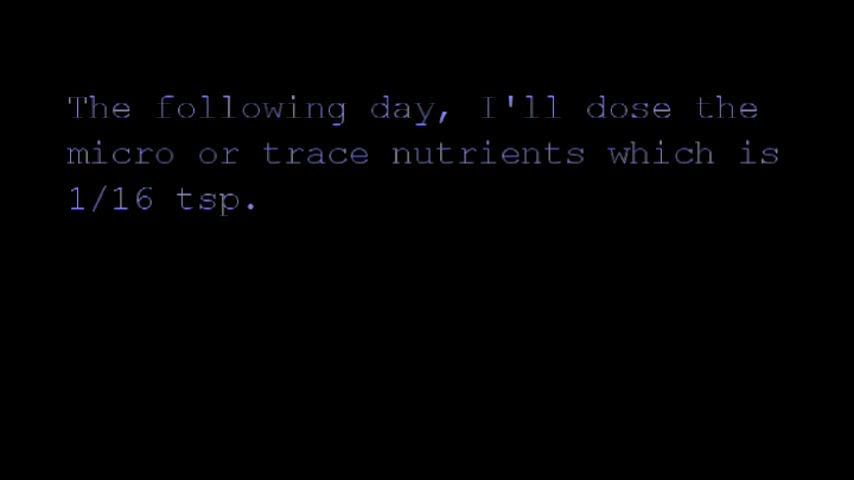 The following day, I'll dose the
micro or trace nutrients which is
1/16 tsp.